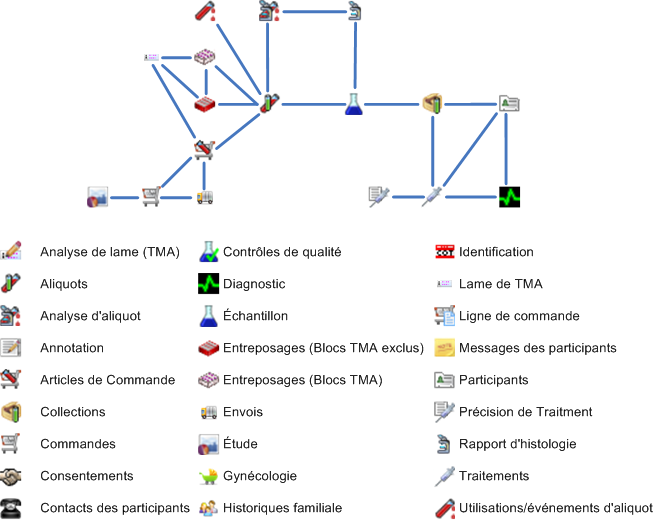 Analyse de lame (TMA) Contrôles de qualité Identification
Aliquots Diagnostic Lame de TMA
Analyse d'aliquot Échantillon Ligne de commande
Annotation Entreposages (Blocs TMA exclus) Messages des participants
Articles de Commande Entreposages (Blocs TMA) Participants
Collections Envois Précision de Traitment
Commandes Étude Rapport d'histologie
Consentements Gynécologie Traitements
Contacts des participants Historiques familiale Utilisations/événements d'aliquot